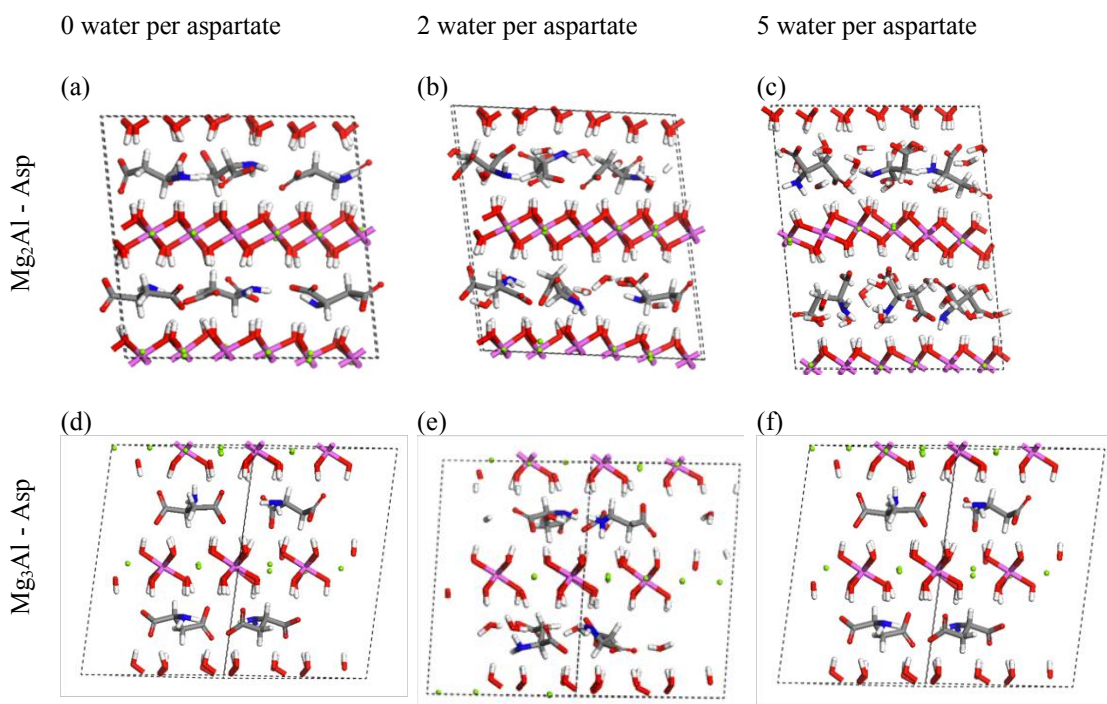 0 water per aspartate
2 water per aspartate
5 water per aspartate
(a)
(b)
(c)
Mg₂Al - Asp
(d)
(e)
(f)
Mg₃Al - Asp